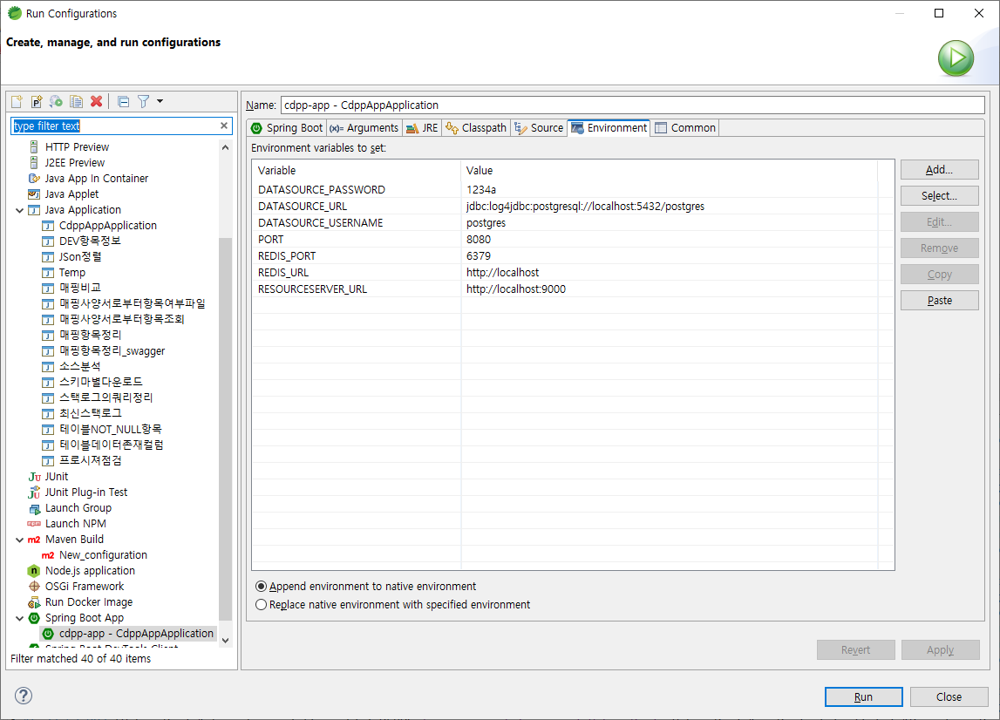 Run Configurations
Create, manage, and run configurations
type filter text
HTTP Preview
J2EE Preview
Java App In Container
Java Applet
Java Application
CdppAppApplication
DEV항목정보
JSon정렬
Temp
매핑비교
매핑사양서로부터항목여부파일
매핑사양서로부터항목조회
매핑항목정리
매핑항목정리_swagger
소스분석
스키마별다운로드
스택로그의쿼리정리
최신스택로그
테이블NOT_NULL항목
테이블데이터존재컬럼
프로시져점검
JUnit
JUnit Plug-in Test
Launch Group
Launch NPM
Maven Build
New_configuration
Node.js application
OSGi Framework
Run Docker Image
Spring Boot App
cdpp-app - CdppAppApplication
Spring Boot DevTools Client
Filter matched 40 of 40 items
Name: cdpp-app - CdppAppApplication
Spring Boot (x)= Arguments JRE Classpath Source Environment Common
Environment variables to set:
Variable Value
DATASOURCE_PASSWORD 1234a
DATASOURCE_URL jdbc:log4jdbc:postgresql://localhost:5432/postgres
DATASOURCE_USERNAME postgres
PORT 8080
REDIS_PORT 6379
REDIS_URL http://localhost
RESOURCESERVER_URL http://localhost:9000
Add...
Select...
Edit...
Remove
Copy
Paste
Append environment to native environment
Replace native environment with specified environment
Revert Apply
Run Close